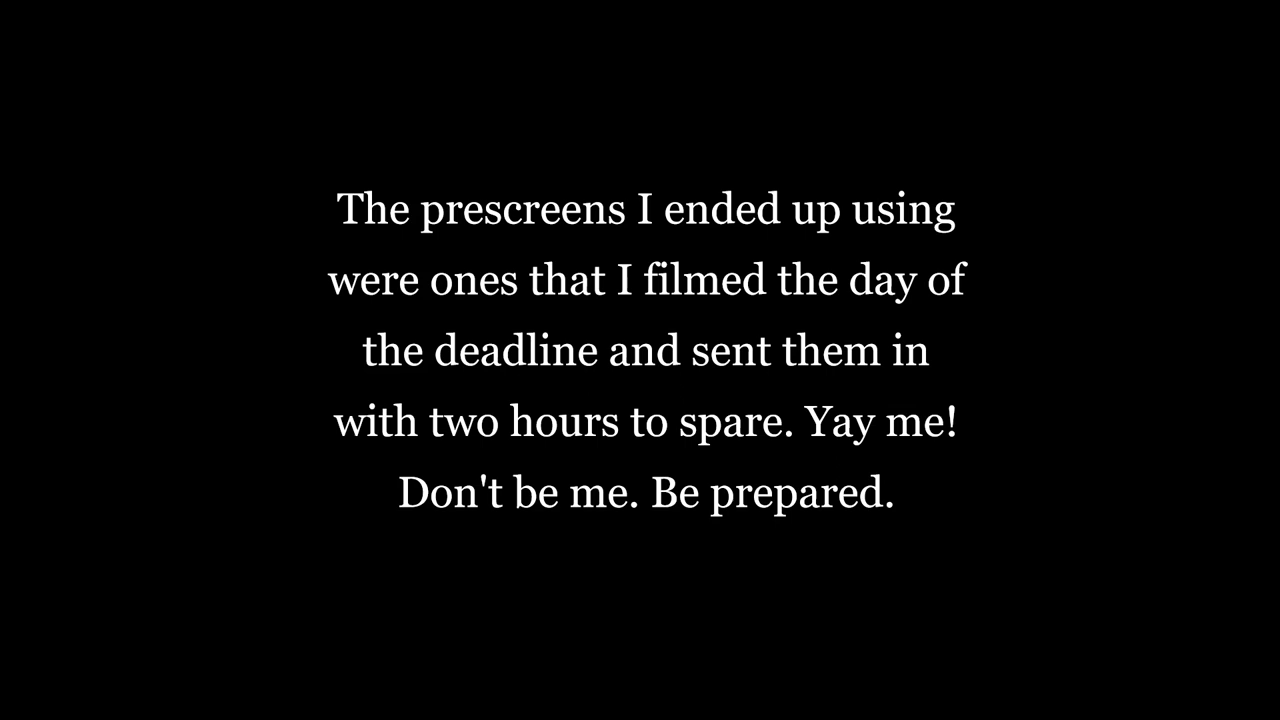 The prescreens I ended up using
were ones that I filmed the day of
the deadline and sent them in
with two hours to spare. Yay me!
Don't be me. Be prepared.